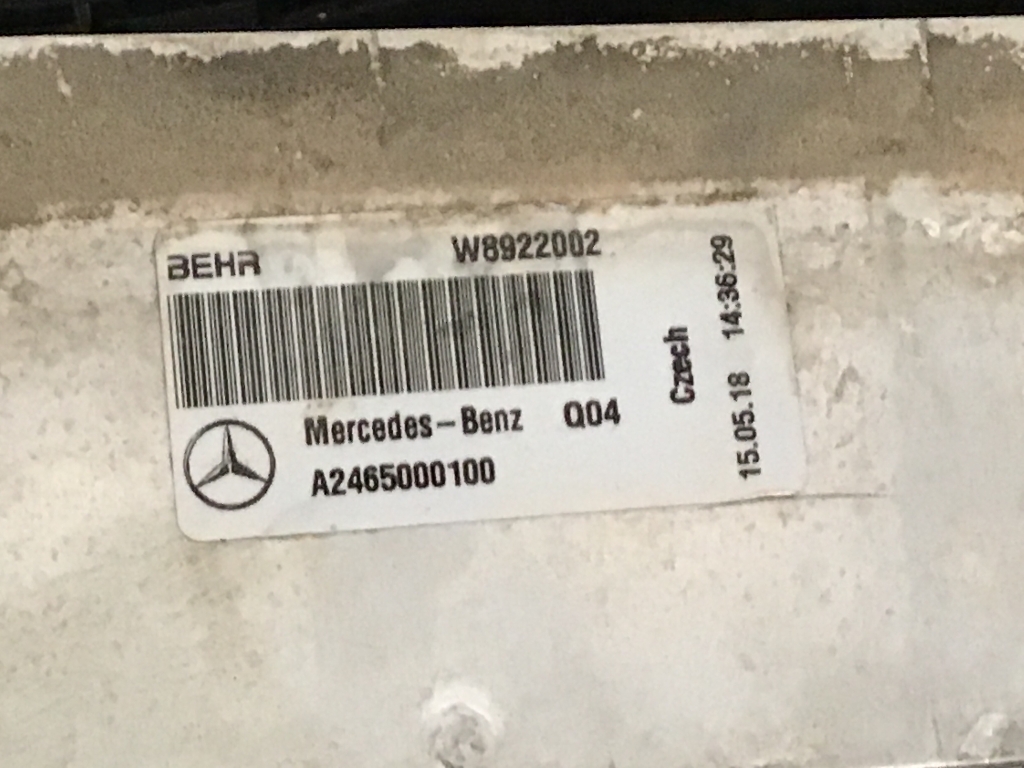 BEHR W8922002
Mercedes-Benz Q04
A2465000100
Czech
15.05.18 14:36:29